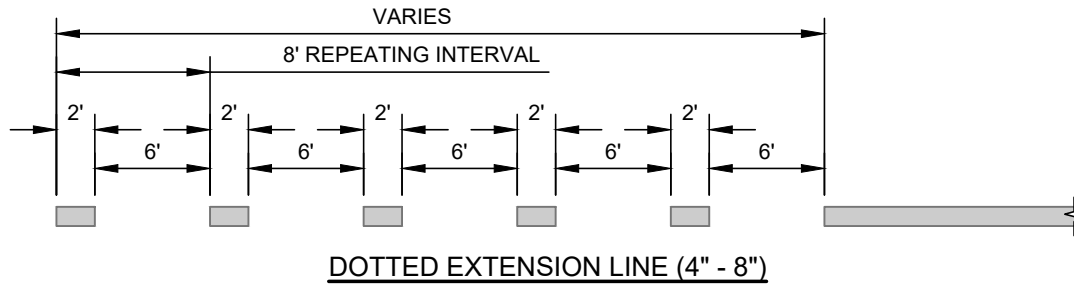 VARIES
8' REPEATING INTERVAL
2' 2' 2' 2' 2'
6' 6' 6' 6' 6'
DOTTED EXTENSION LINE (4" - 8")